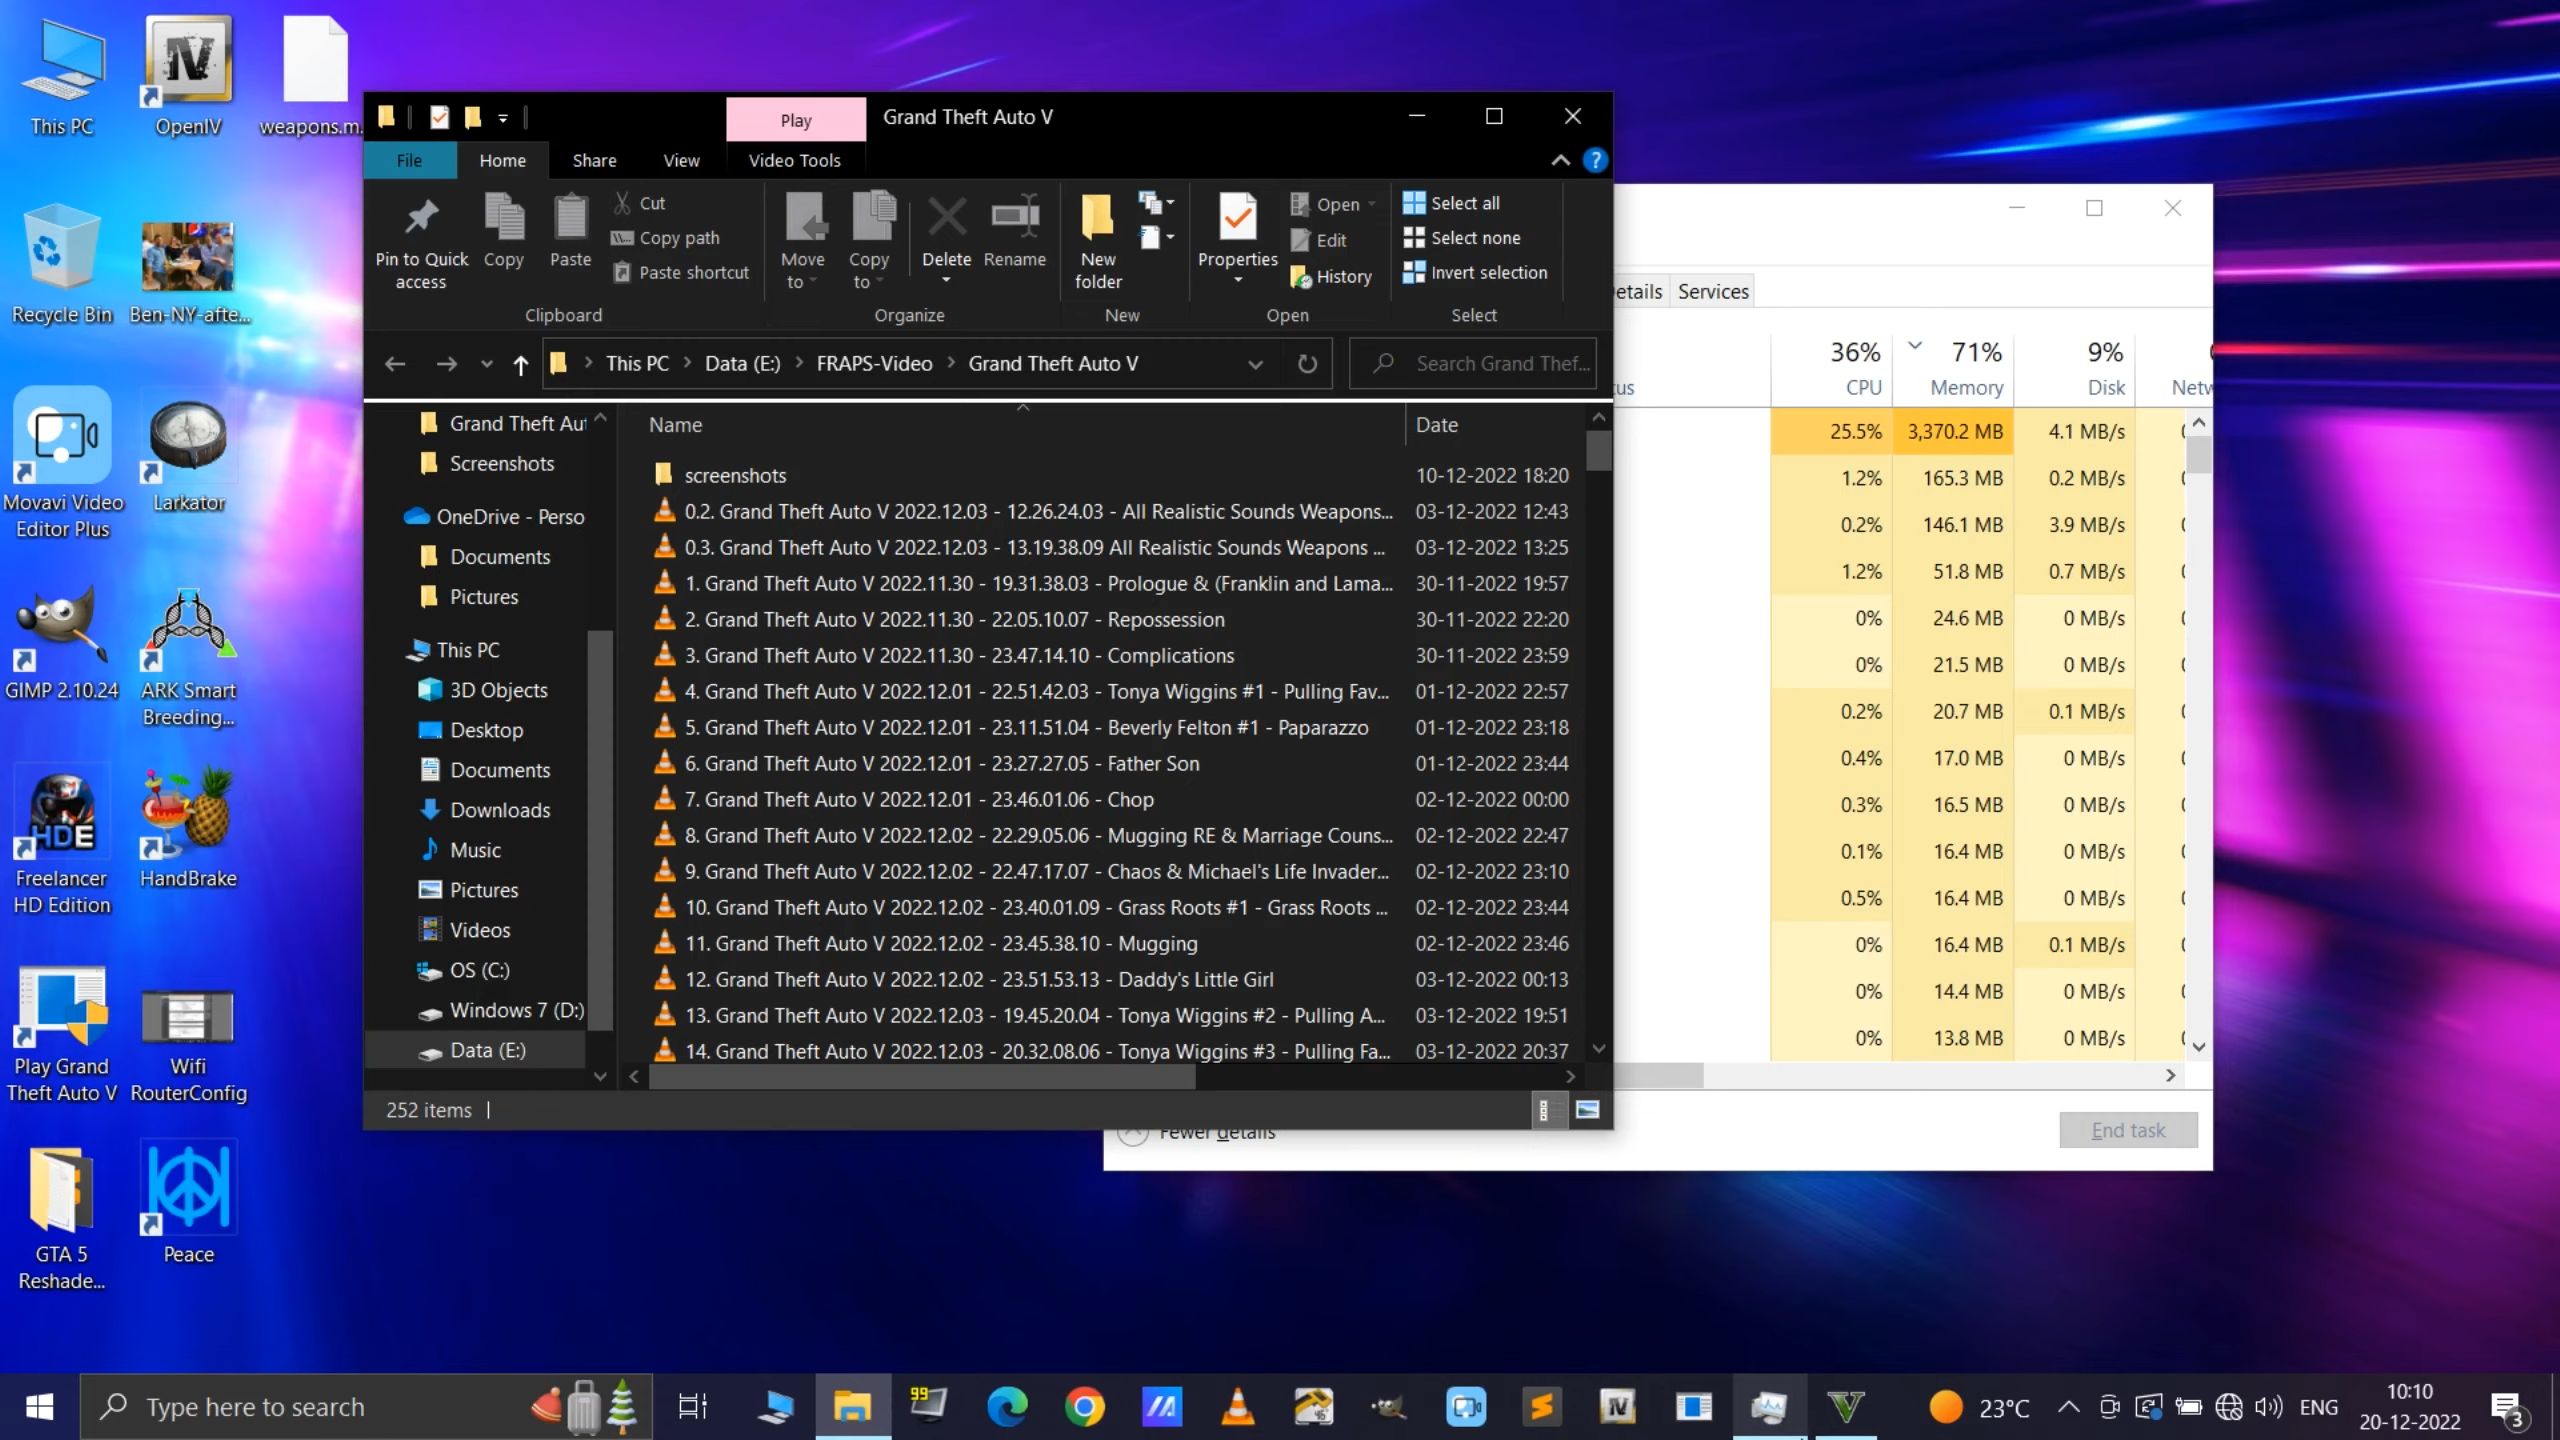 This PC
OpenIV
weapons.m.
Recycle Bin
Ben-NY-afte...
Movavi Video
Editor Plus
Larkator
GIMP 2.10.24
ARK Smart
Breeding...
HDE
Freelancer
HD Edition
HandBrake
Play Grand
Theft Auto V
Wifi
RouterConfig
GTA 5
Reshade...
Peace
Play
Grand Theft Auto V
File
Home
Share
View
Video Tools
Pin to Quick
access
Copy
Paste
Cut
Copy path
Paste shortcut
Clipboard
Move
to
Copy
to
Delete
Rename
Organize
New
folder
New
Properties
Open
Edit
History
Open
Select all
Select none
Invert selection
Select
This PC > Data (E:) > FRAPS-Video > Grand Theft Auto V
Search Grand Thef...
Grand Theft Aut
Screenshots
OneDrive - Perso
Documents
Pictures
This PC
3D Objects
Desktop
Documents
Downloads
Music
Pictures
Videos
OS (C:)
Windows 7 (D:)
Data (E:)
Name Date
screenshots 10-12-2022 18:20
0.2. Grand Theft Auto V 2022.12.03 - 12.26.24.03 - All Realistic Sounds Weapons... 03-12-2022 12:43
0.3. Grand Theft Auto V 2022.12.03 - 13.19.38.09 All Realistic Sounds Weapons ... 03-12-2022 13:25
1. Grand Theft Auto V 2022.11.30 - 19.31.38.03 - Prologue & (Franklin and Lama... 30-11-2022 19:57
2. Grand Theft Auto V 2022.11.30 - 22.05.10.07 - Repossession 30-11-2022 22:20
3. Grand Theft Auto V 2022.11.30 - 23.47.14.10 - Complications 30-11-2022 23:59
4. Grand Theft Auto V 2022.12.01 - 22.51.42.03 - Tonya Wiggins #1 - Pulling Fav... 01-12-2022 22:57
5. Grand Theft Auto V 2022.12.01 - 23.11.51.04 - Beverly Felton #1 - Paparazzo 01-12-2022 23:18
6. Grand Theft Auto V 2022.12.01 - 23.27.27.05 - Father Son 01-12-2022 23:44
7. Grand Theft Auto V 2022.12.01 - 23.46.01.06 - Chop 02-12-2022 00:00
8. Grand Theft Auto V 2022.12.02 - 22.29.05.06 - Mugging RE & Marriage Couns... 02-12-2022 22:47
9. Grand Theft Auto V 2022.12.02 - 22.47.17.07 - Chaos & Michael's Life Invader... 02-12-2022 23:10
10. Grand Theft Auto V 2022.12.02 - 23.40.01.09 - Grass Roots #1 - Grass Roots ... 02-12-2022 23:44
11. Grand Theft Auto V 2022.12.02 - 23.45.38.10 - Mugging 02-12-2022 23:46
12. Grand Theft Auto V 2022.12.02 - 23.51.53.13 - Daddy's Little Girl 03-12-2022 00:13
13. Grand Theft Auto V 2022.12.03 - 19.45.20.04 - Tonya Wiggins #2 - Pulling A... 03-12-2022 19:51
14. Grand Theft Auto V 2022.12.03 - 20.32.08.06 - Tonya Wiggins #3 - Pulling Fa... 03-12-2022 20:37
252 items
etails Services
36% 71% 9%
us CPU Memory Disk Netw
25.5% 3,370.2 MB 4.1 MB/s
1.2% 165.3 MB 0.2 MB/s
0.2% 146.1 MB 3.9 MB/s
1.2% 51.8 MB 0.7 MB/s
0% 24.6 MB 0 MB/s
0% 21.5 MB 0 MB/s
0.2% 20.7 MB 0.1 MB/s
0.4% 17.0 MB 0 MB/s
0.3% 16.5 MB 0 MB/s
0.1% 16.4 MB 0 MB/s
0.5% 16.4 MB 0 MB/s
0% 16.4 MB 0.1 MB/s
0% 14.4 MB 0 MB/s
0% 13.8 MB 0 MB/s
Fewer details
End task
Type here to search
99
23°C
ENG
10:10
20-12-2022
3